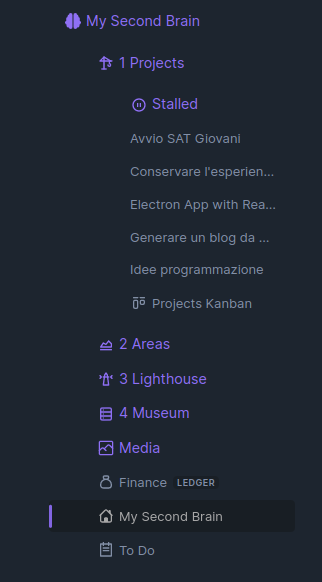 My Second Brain
1 Projects
Stalled
Avvio SAT Giovani
Conservare l'esperien...
Electron App with Rea...
Generare un blog da ...
Idee programmazione
Projects Kanban
2 Areas
3 Lighthouse
4 Museum
Media
Finance LEDGER
My Second Brain
To Do